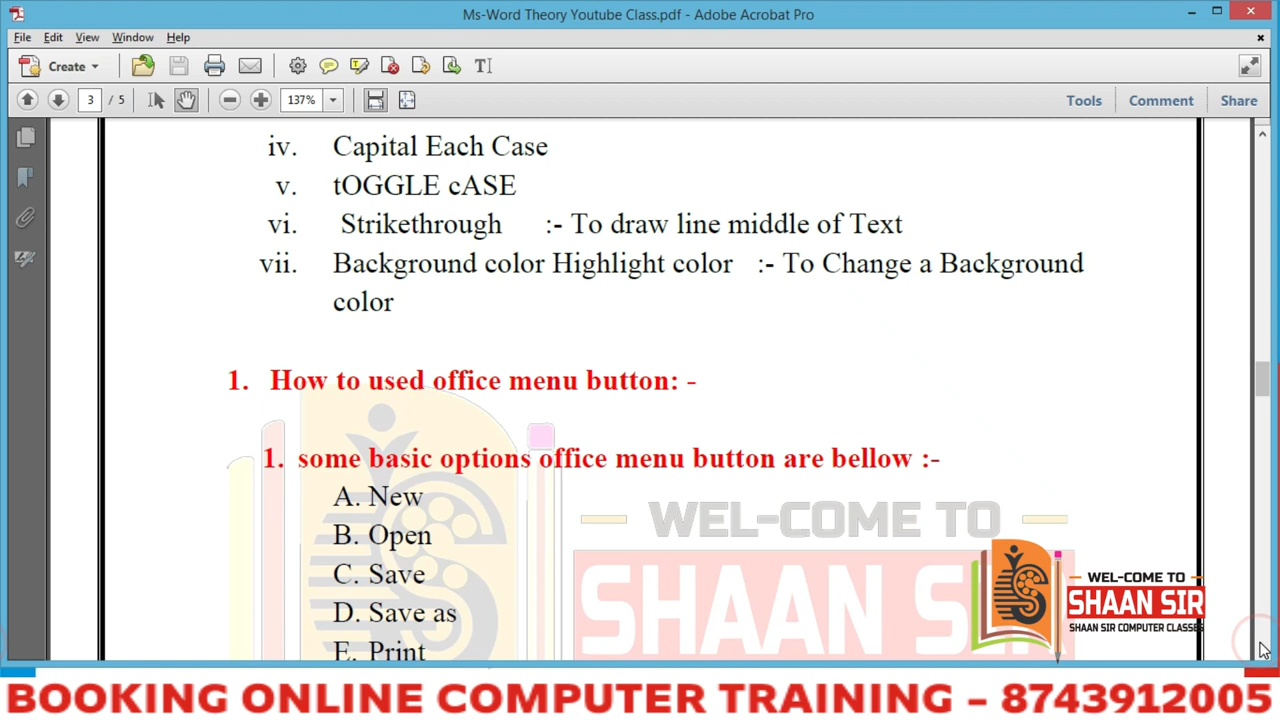 Ms-Word Theory Youtube Class.pdf - Adobe Acrobat Pro
File Edit View Window Help
Create
3 / 5 137% Tools Comment Share
iv. Capital Each Case
v. tOGGLE cASE
vi. Strikethrough :- To draw line middle of Text
vii. Background color Highlight color :- To Change a Background
color
1. How to used office menu button: -
1. some basic options office menu button are bellow :-
A. New
B. Open
C. Save
D. Save as
E. Print
WEL-COME TO
SHAAN SIR
WEL-COME TO
SHAAN SIR
SHAAN SIR COMPUTER CLASSES
BOOKING ONLINE COMPUTER TRAINING – 8743912005